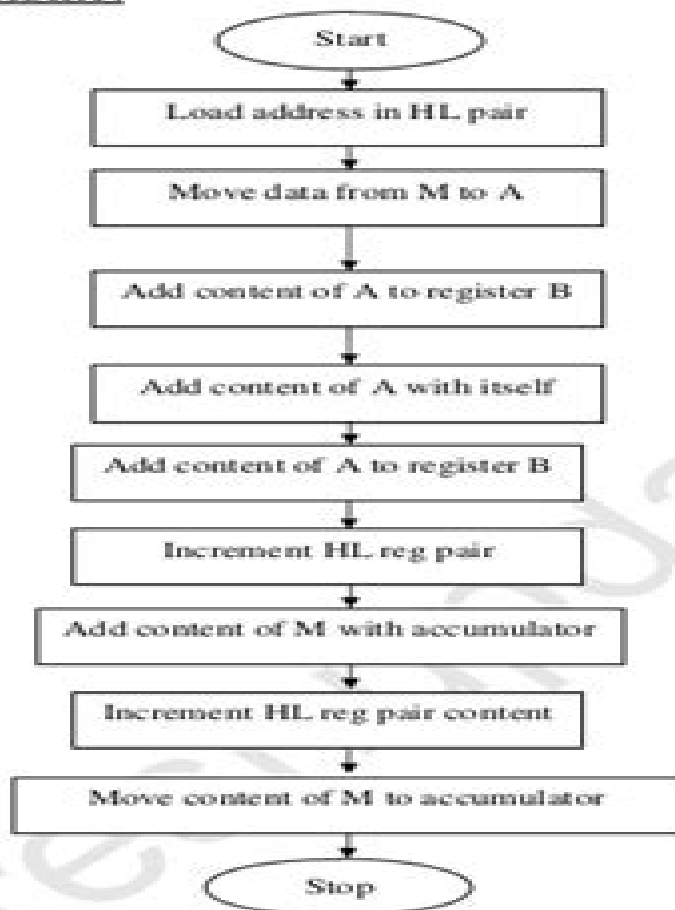 Start
Load address in HL pair
Move data from M to A
Add content of A to register B
Add content of A with itself
Add content of A to register B
Increment HL reg pair
Add content of M with accumulator
Increment HL reg pair content
Move content of M to accumulator
Stop